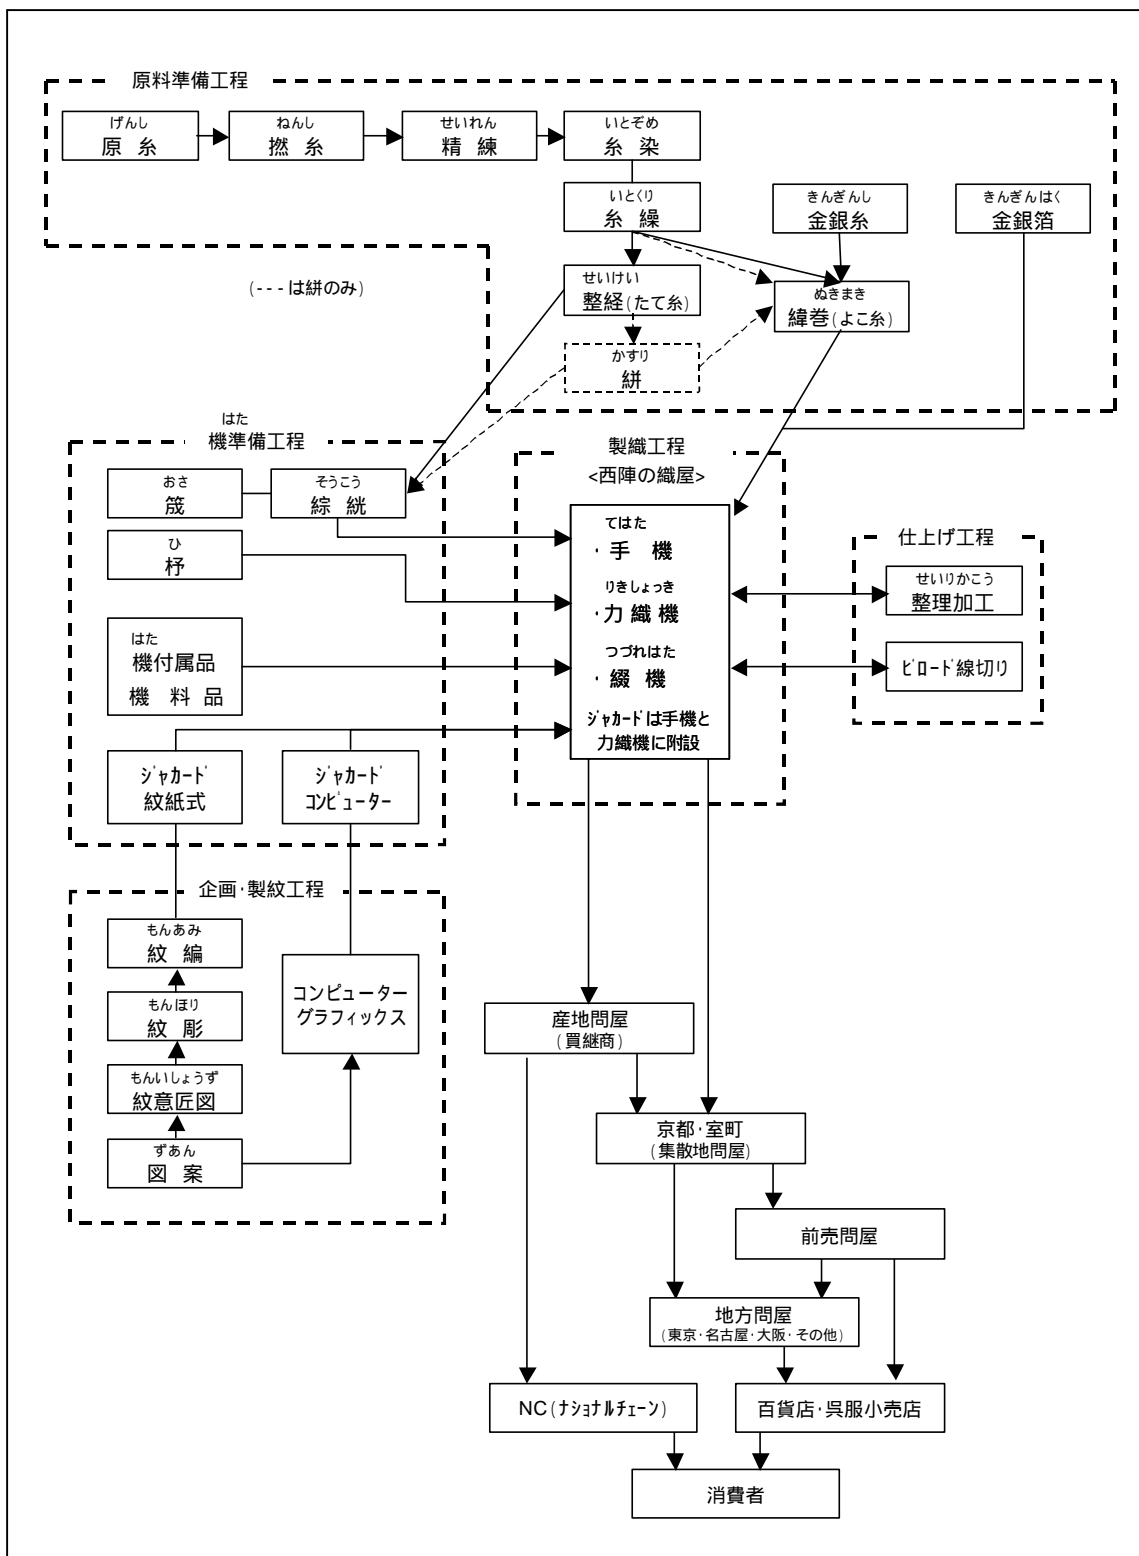 原料準備工程
げんし
原 糸
ねんし
撚 糸
せいれん
精 練
いとぞめ
糸 染
いとくり
糸 繰
きんぎんし
金銀糸
きんぎんはく
金銀箔
(---は絣のみ)
せいけい
整経(たて糸)
ぬきまき
緯巻(よこ糸)
かすり
絣
はた
機準備工程
おさ
筬
そうこう
綜 絖
ひ
杼
はた
機付属品
機 料 品
ジャカード
紋紙式
ジャカード
コンピューター
製織工程
<西陣の織屋>
てはた
・手 機
りきしょっき
・力 織 機
つづれはた
・綴 機
ジャカードは手機と
力織機に附設
仕上げ工程
せいりかこう
整理加工
ビロード線切り
企画・製紋工程
もんあみ
紋 編
もんほり
紋 彫
もんいしょうず
紋意匠図
ずあん
図 案
コンピューター
グラフィックス
産地問屋
(買継商)
京都・室町
(集散地問屋)
前売問屋
地方問屋
(東京・名古屋・大阪・その他)
NC(ナショナルチェーン)
百貨店・呉服小売店
消費者